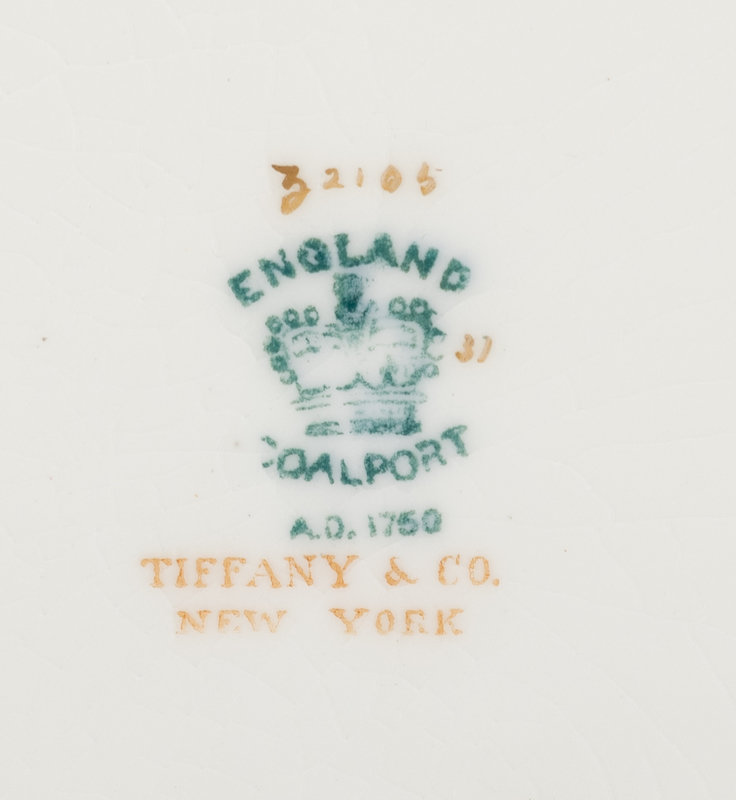 32105
ENGLAND
31
COALPORT
A.D. 1750
TIFFANY & CO.
NEW YORK